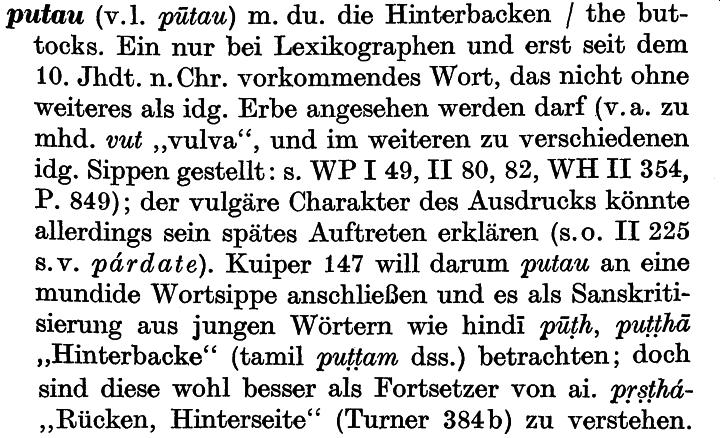 putau (v.l. pūtau) m. du. die Hinterbacken / the but-
tocks. Ein nur bei Lexikographen und erst seit dem
10. Jhdt. n. Chr. vorkommendes Wort, das nicht ohne
weiteres als idg. Erbe angesehen werden darf (v. a. zu
mhd. vut „vulva“, und im weiteren zu verschiedenen
idg. Sippen gestellt: s. WP I 49, II 80, 82, WH II 354,
P. 849); der vulgäre Charakter des Ausdrucks könnte
allerdings sein spätes Auftreten erklären (s. o. II 225
s. v. párdate). Kuiper 147 will darum putau an eine
mundide Wortsippe anschließen und es als Sanskriti-
sierung aus jungen Wörtern wie hindī pūṭh, puṭṭhā
„Hinterbacke“ (tamil puṭṭam dss.) betrachten; doch
sind diese wohl besser als Fortsetzer von ai. pṛṣṭhá-
„Rücken, Hinterseite“ (Turner 384b) zu verstehen.